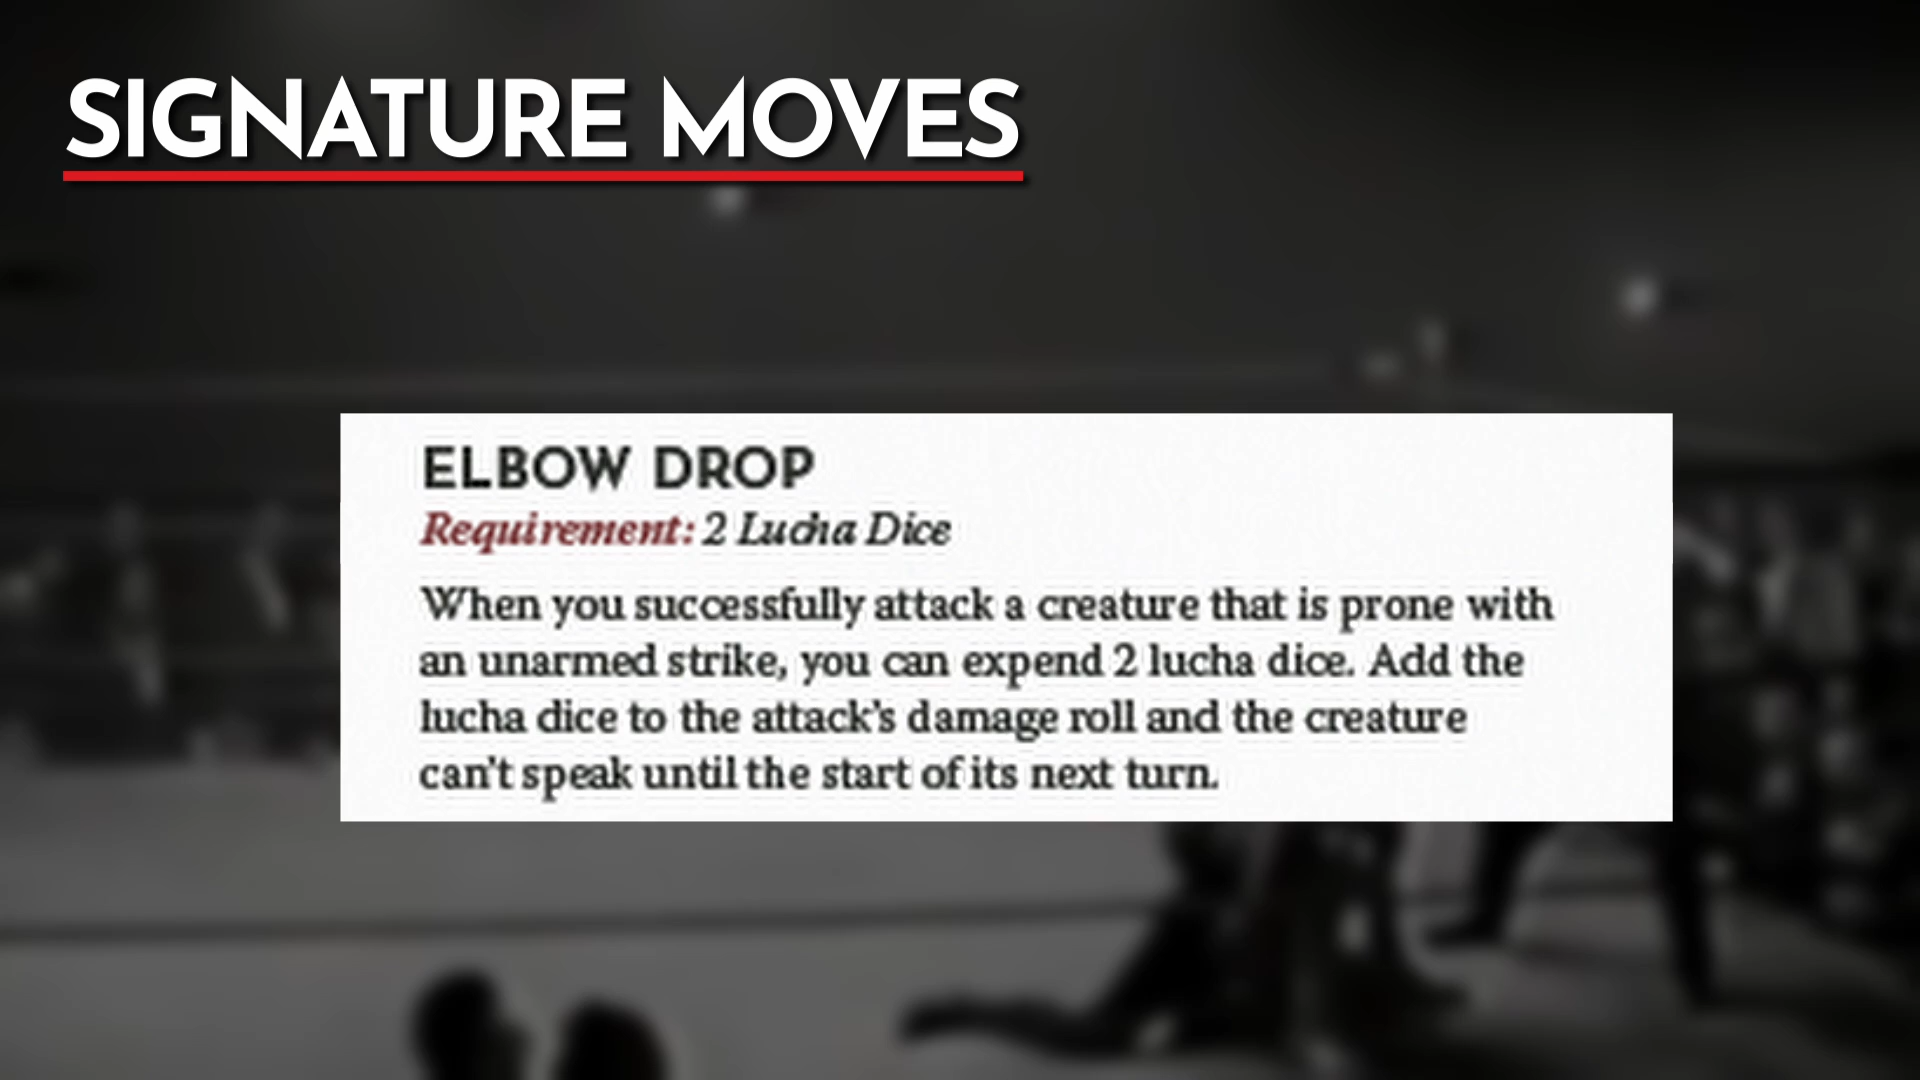 SIGNATURE MOVES
ELBOW DROP
Requirement: 2 Lucha Dice
When you successfully attack a creature that is prone with
an unarmed strike, you can expend 2 lucha dice. Add the
lucha dice to the attack's damage roll and the creature
can't speak until the start of its next turn.